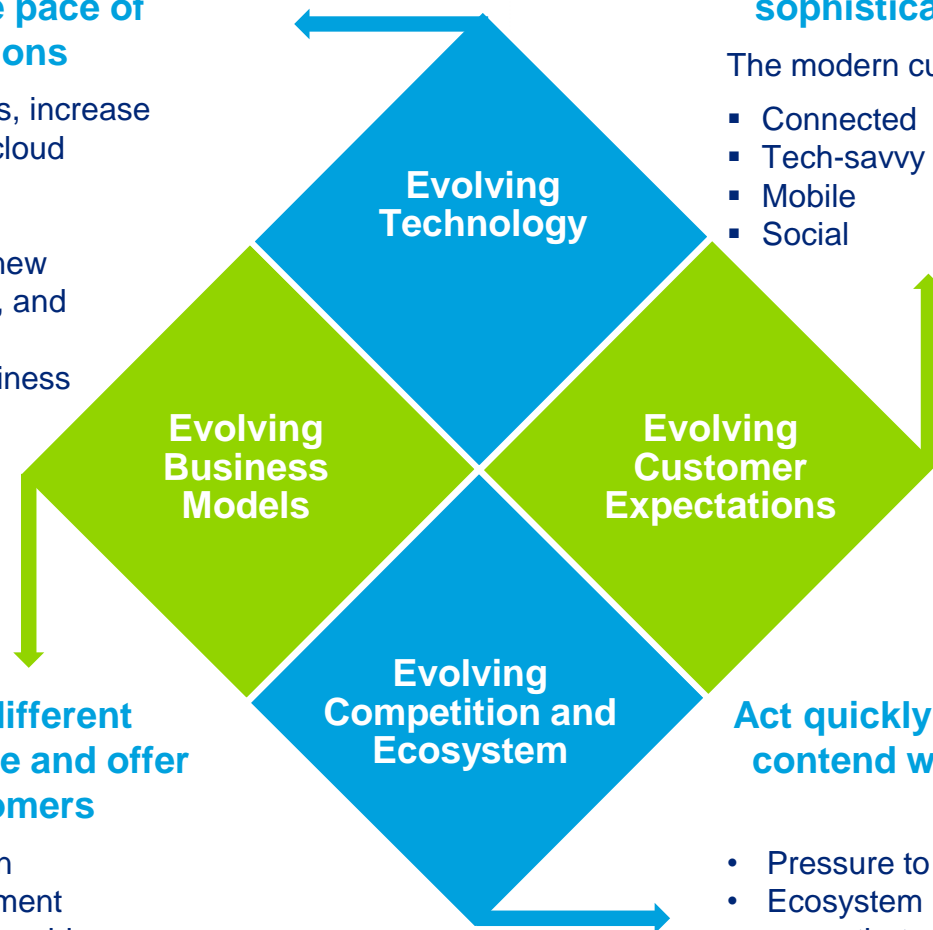 e pace of
ions
s, increase
cloud
new
, and
iness
Evolving
Technology
sophistica
The modern cu
▪ Connected
▪ Tech-savvy
▪ Mobile
▪ Social
Evolving
Business
Models
Evolving
Customer
Expectations
Evolving
Competition and
Ecosystem
different
e and offer
omers
n
ment
Act quickly
contend w
• Pressure to
• Ecosystem